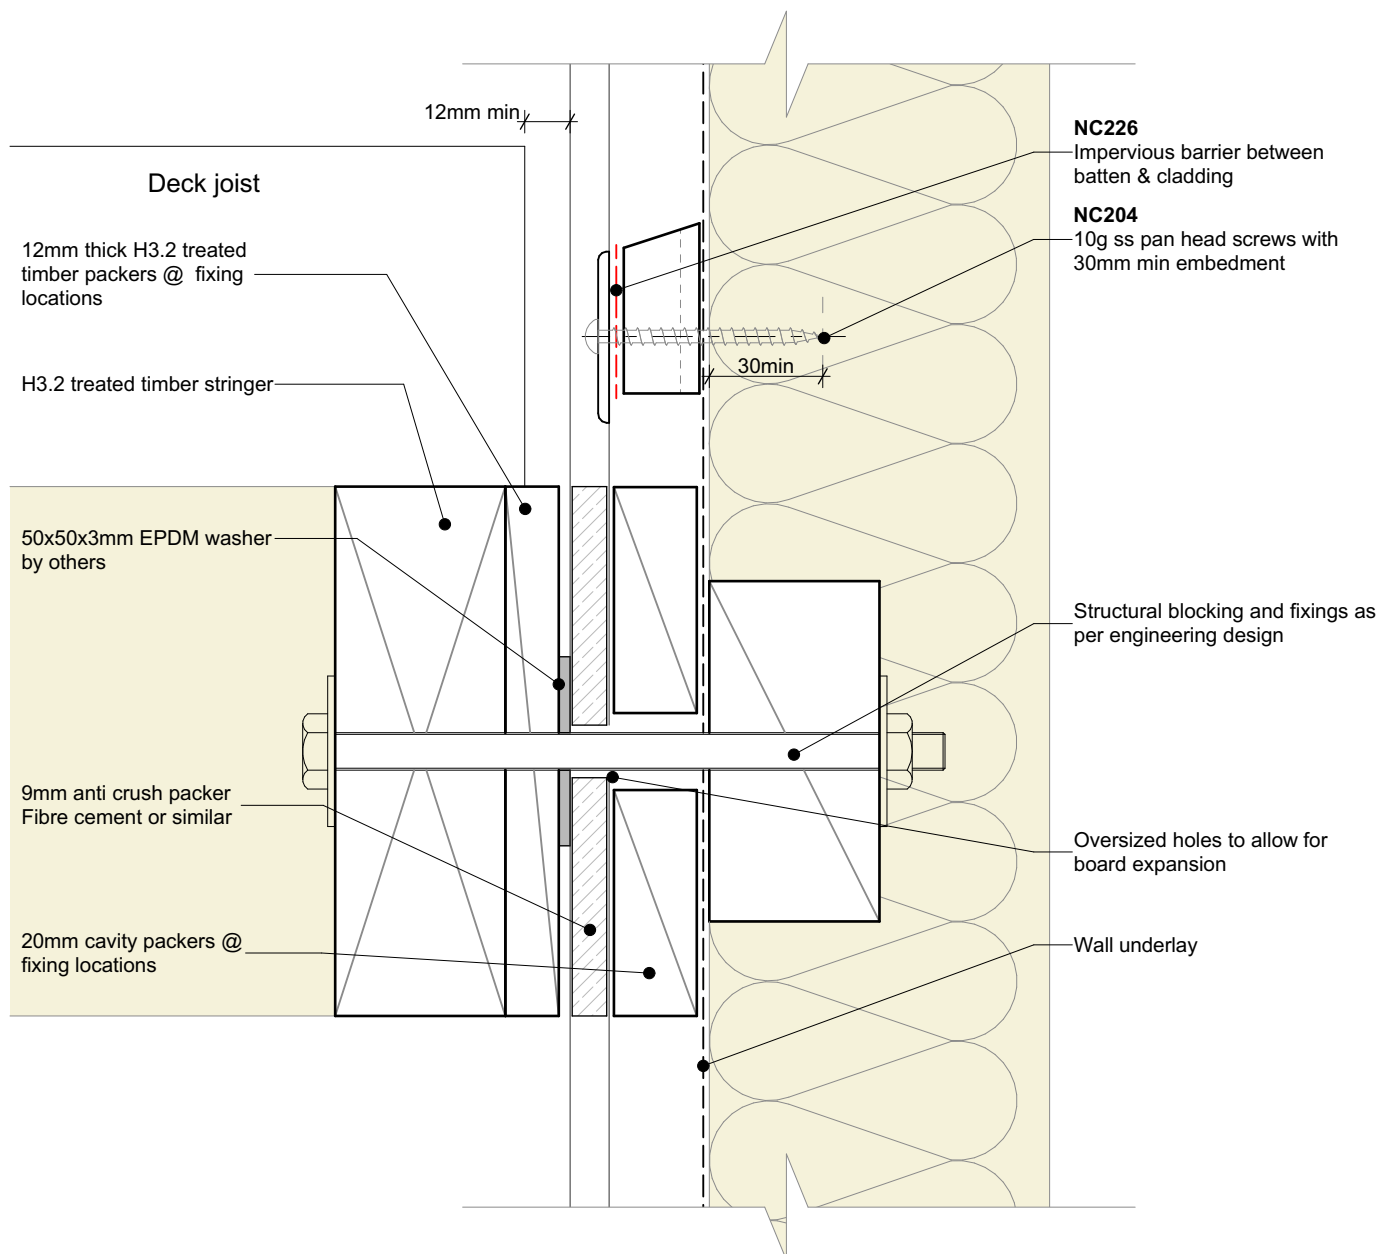 12mm min
Deck joist
12mm thick H3.2 treated
timber packers @ fixing
locations
H3.2 treated timber stringer
50x50x3mm EPDM washer
by others
9mm anti crush packer
Fibre cement or similar
20mm cavity packers @
fixing locations
30min
NC226
Impervious barrier between
batten & cladding
NC204
10g ss pan head screws with
30mm min embedment
Structural blocking and fixings as
per engineering design
Oversized holes to allow for
board expansion
Wall underlay